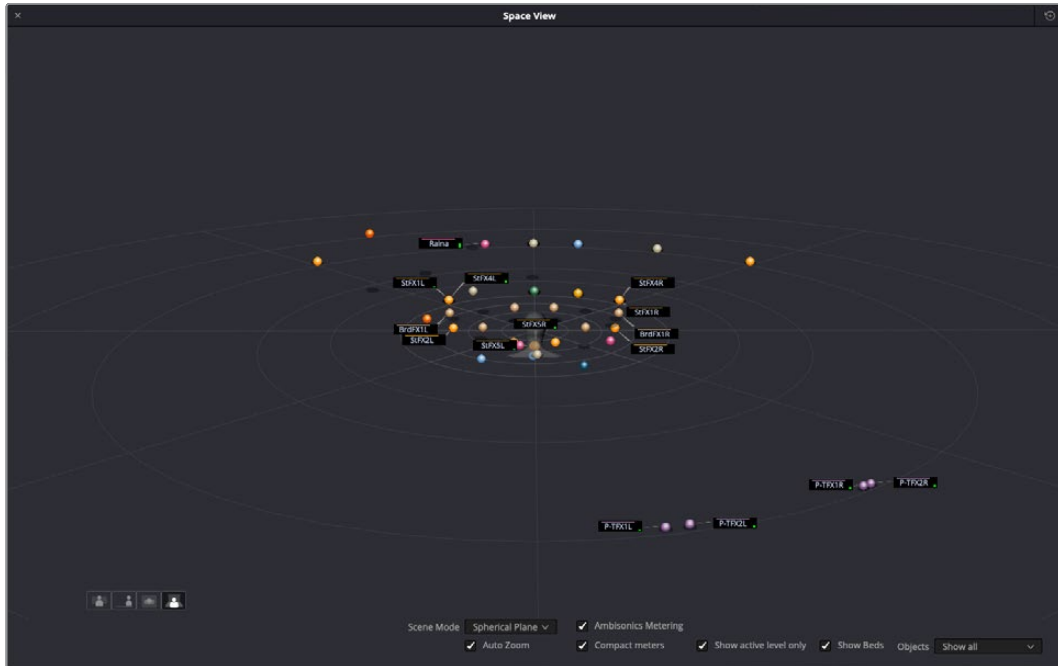 Space View
Raina
StFX1L
StFX4L
StFX4R
StFX1R
StFX5R
BrdFX1L
BrdFX1R
StFX2L
StFX5L
StFX2R
P-TFX1R
P-TFX2R
P-TFX1L
P-TFX2L
Scene Mode Spherical Plane Ambisonics Metering
Auto Zoom Compact meters Show active level only Show Beds Objects Show all